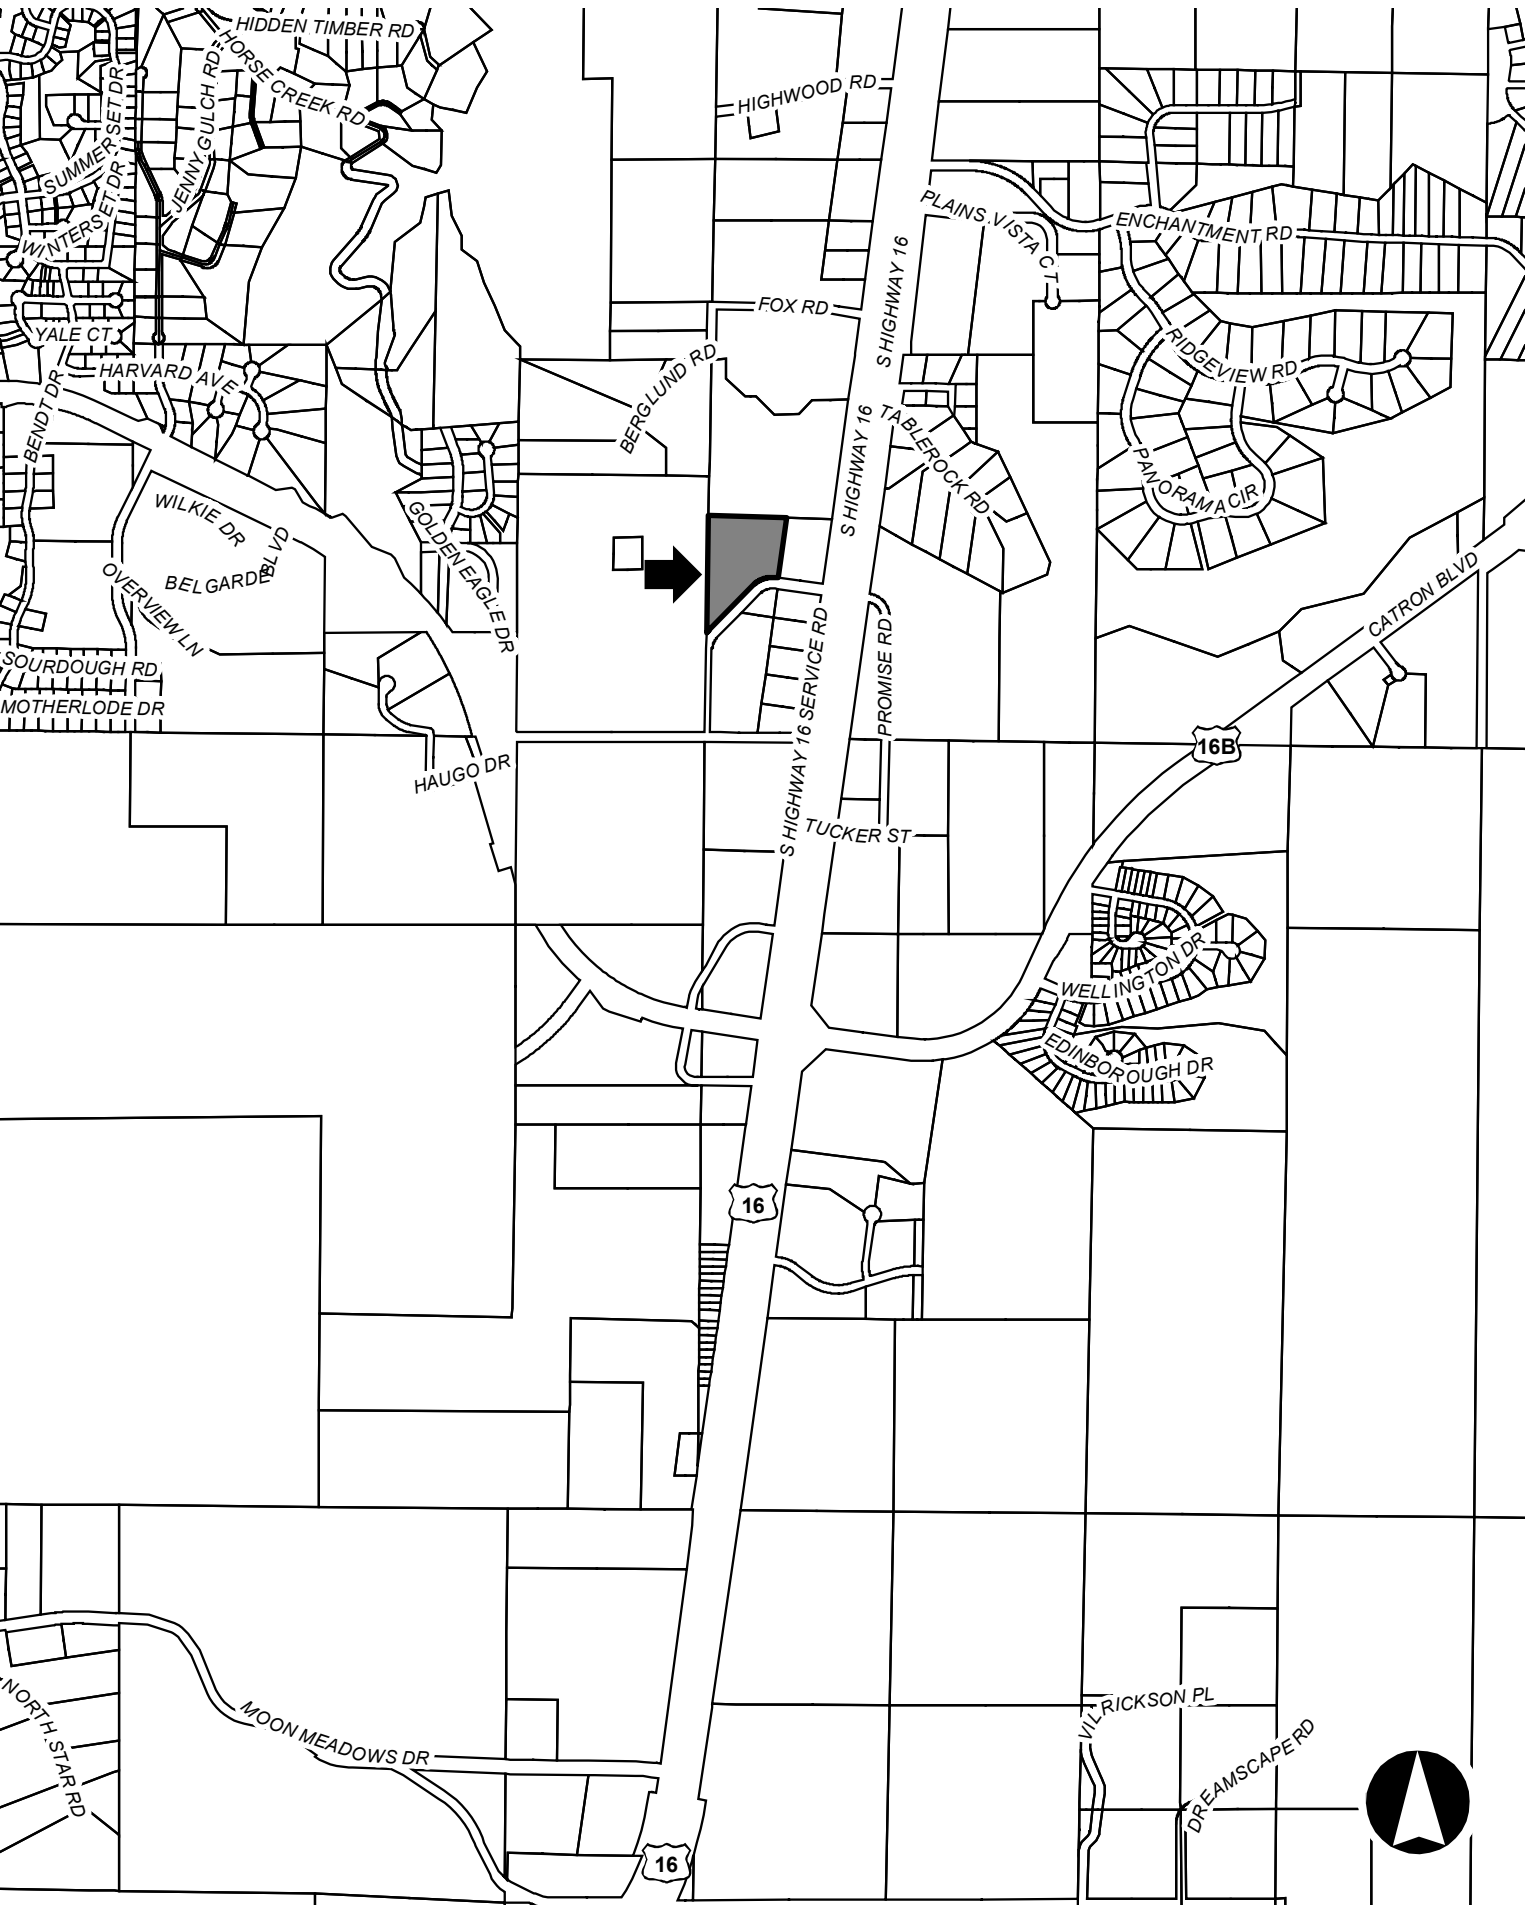 HIDDEN TIMBER RD
HORSE CREEK RD
JENNY GULCH RD
SUMMERSET DR
WINTERSET DR
HIGHWOOD RD
PLAINS VISTA CT
ENCHANTMENT RD
S HIGHWAY 16
FOX RD
YALE CT
HARVARD AVE
BENDT DR
BERGLUND RD
RIDGEVIEW RD
S HIGHWAY 16
TABLEROCK RD
PANORAMA CIR
WILKIE DR
BELGARDE BLVD
GOLDEN EAGLE DR
OVERVIEW LN
CATRON BLVD
SOURDOUGH RD
MOTHERLODE DR
S HIGHWAY 16 SERVICE RD
PROMISE RD
16B
HAUGO DR
TUCKER ST
WELLINGTON DR
EDINBOROUGH DR
16
NORTH STAR RD
MOON MEADOWS DR
VILRICKSON PL
DREAMSCAPE RD
16